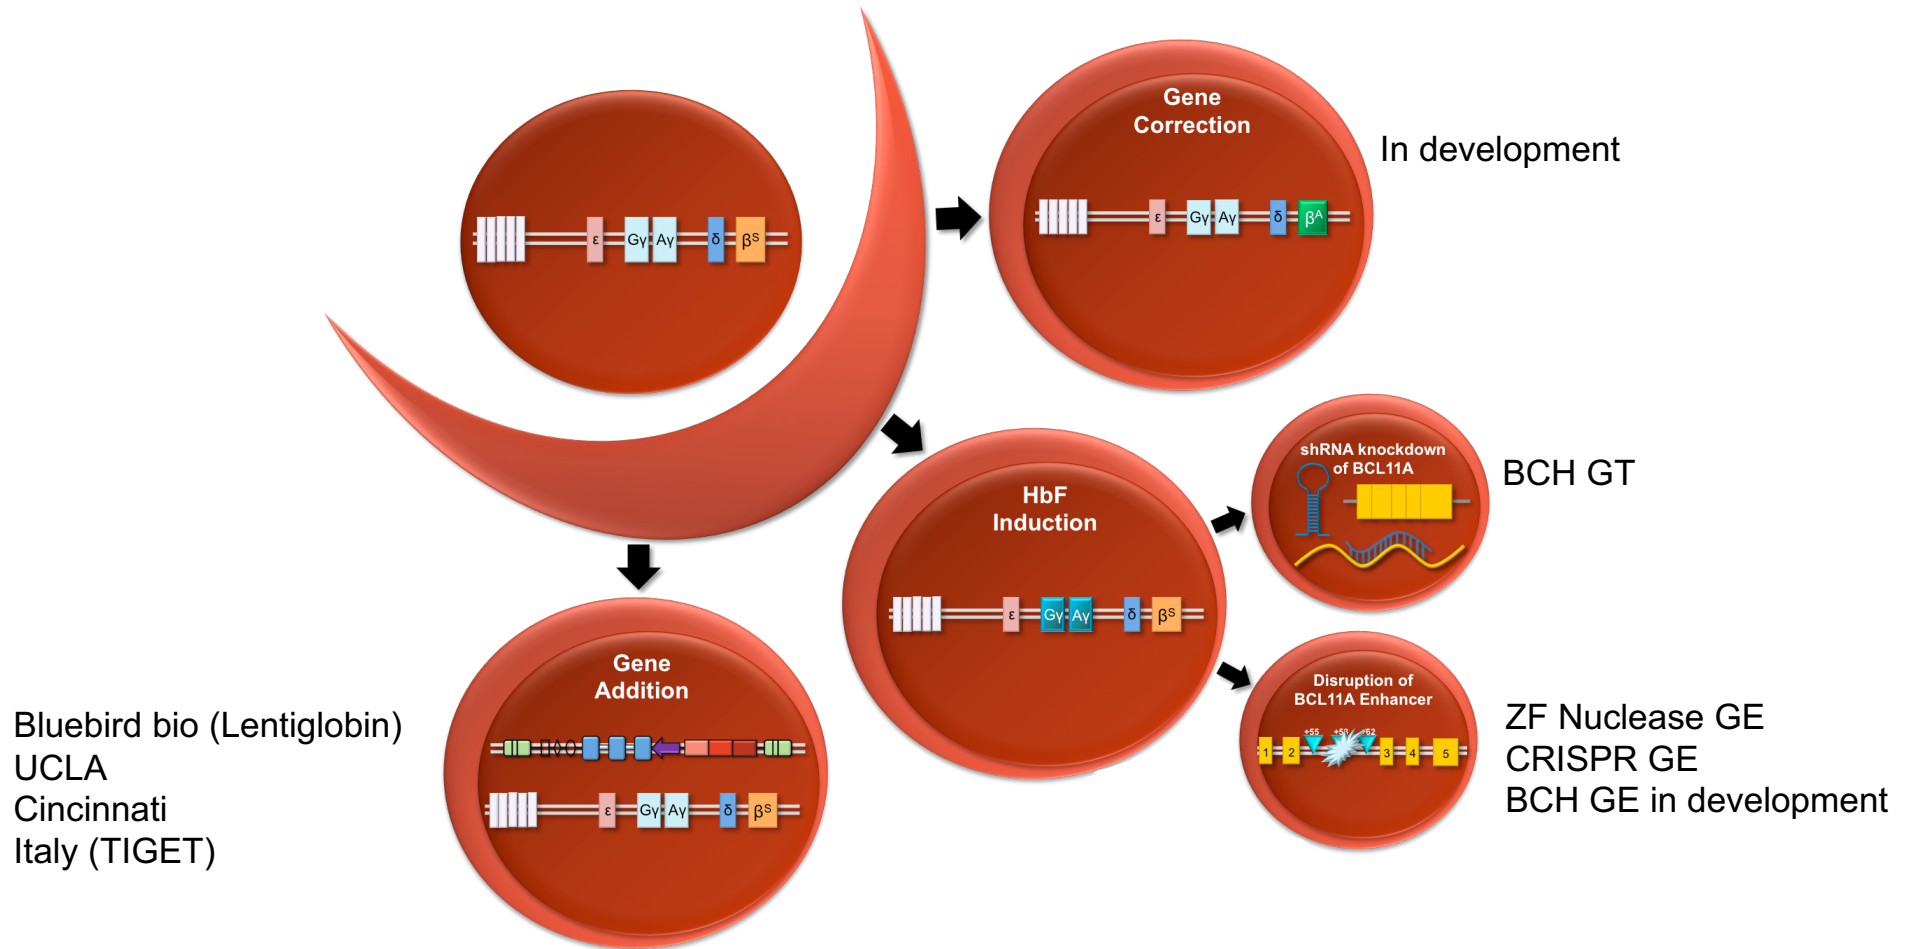 ε Gγ Aγ δ βS
Gene
Correction
ε Gγ Aγ δ βA
In development
HbF
Induction
ε Gγ Aγ δ βS
shRNA knockdown
of BCL11A
BCH GT
Disruption of
BCL11A Enhancer
+55 +58 +62
1 2 3 4 5
ZF Nuclease GE
CRISPR GE
BCH GE in development
Gene
Addition
ε Gγ Aγ δ βS
Bluebird bio (Lentiglobin)
UCLA
Cincinnati
Italy (TIGET)